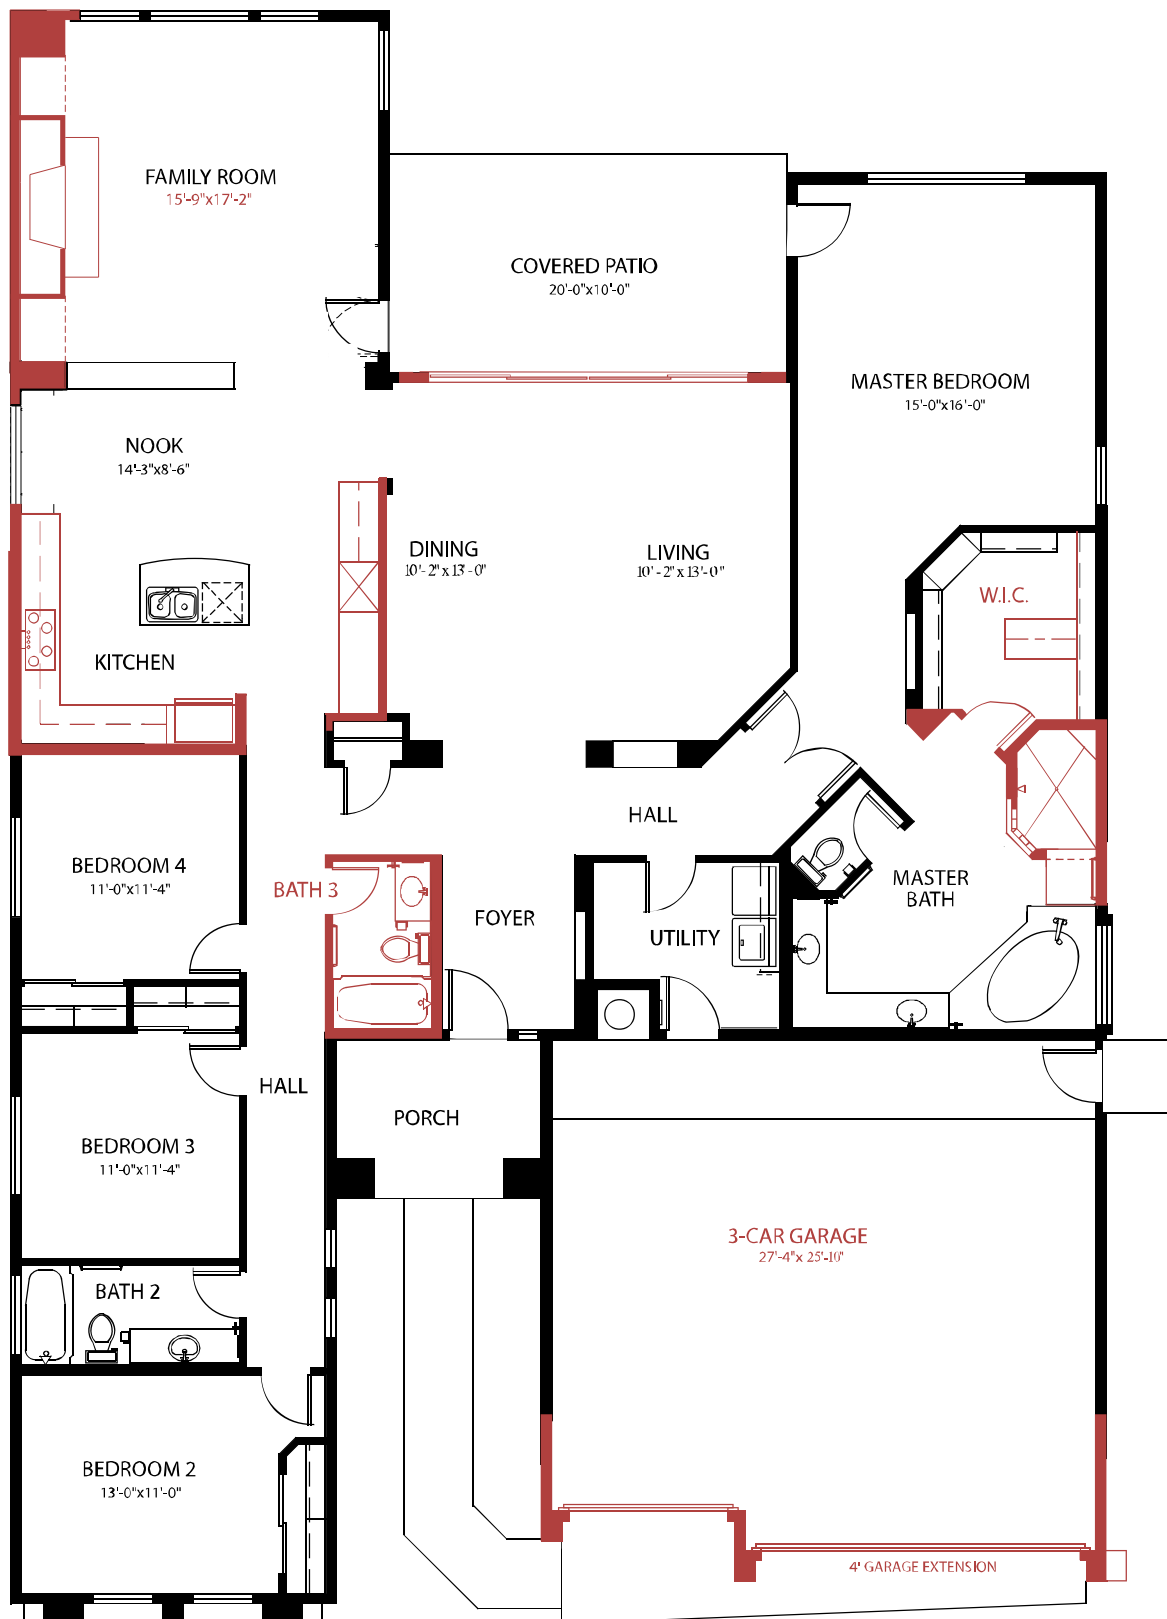 FAMILY ROOM
15'-9"x17'-2"
COVERED PATIO
20'-0"x10'-0"
MASTER BEDROOM
15'-0"x16'-0"
NOOK
14'-3"x8'-6"
DINING
10'-2" x 13'-0"
LIVING
10'-2" x 13'-0"
W.I.C.
KITCHEN
HALL
BEDROOM 4
11'-0"x11'-4"
BATH 3
MASTER
BATH
FOYER
UTILITY
HALL
PORCH
BEDROOM 3
11'-0"x11'-4"
3-CAR GARAGE
27'-4"x 25'-10"
BATH 2
BEDROOM 2
13'-0"x11'-0"
4' GARAGE EXTENSION